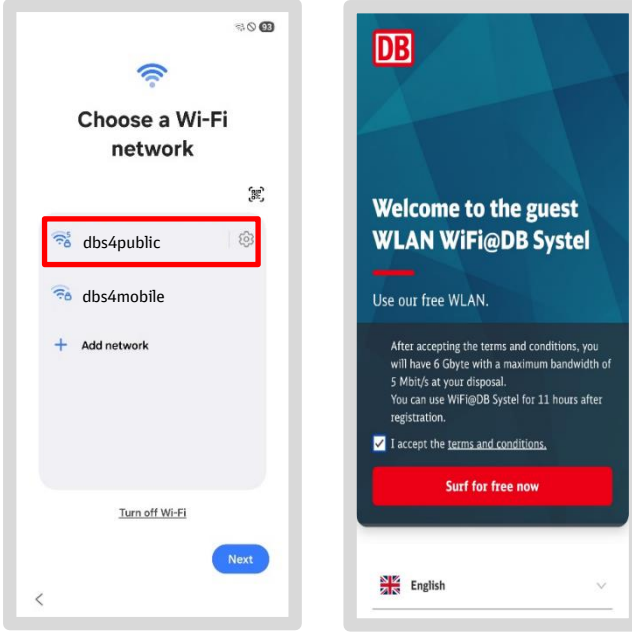 93
Choose a Wi-Fi
network
dbs4public
dbs4mobile
Add network
Turn off Wi-Fi
Next
DB
Welcome to the guest
WLAN WiFi@DB Systel
Use our free WLAN.
After accepting the terms and conditions, you
will have 6 Gbyte with a maximum bandwidth of
5 Mbit/s at your disposal.
You can use WiFi@DB Systel for 11 hours after
registration.
I accept the terms and conditions.
Surf for free now
English